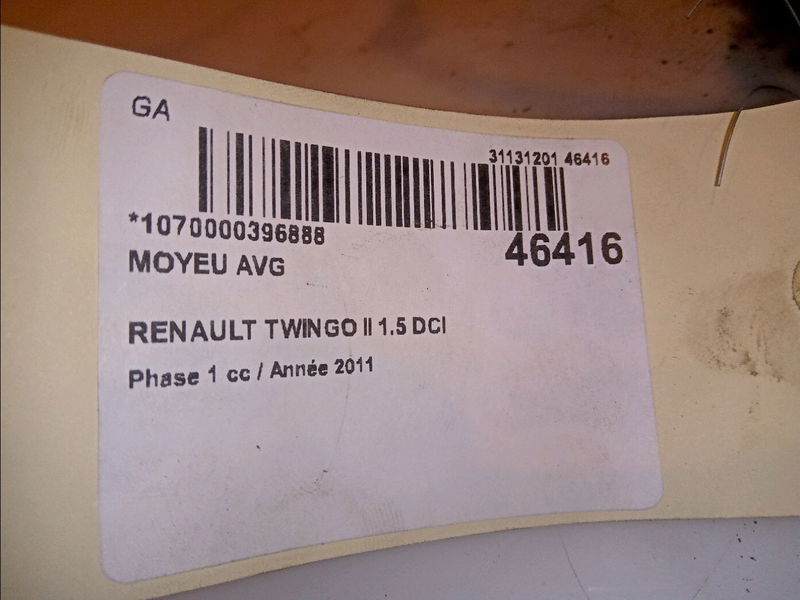 GA
31131201 46416
*1070000396888
46416
MOYEU AVG
RENAULT TWINGO II 1.5 DCI
Phase 1 cc / Année 2011